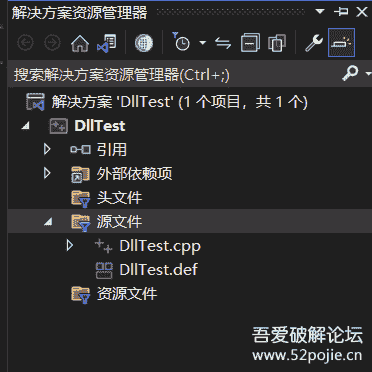 解决方案资源管理器
搜索解决方案资源管理器(Ctrl+;)
解决方案 'DllTest' (1 个项目，共 1 个)
DllTest
引用
外部依赖项
头文件
源文件
DllTest.cpp
DllTest.def
资源文件
吾爱破解论坛
www.52pojie.cn